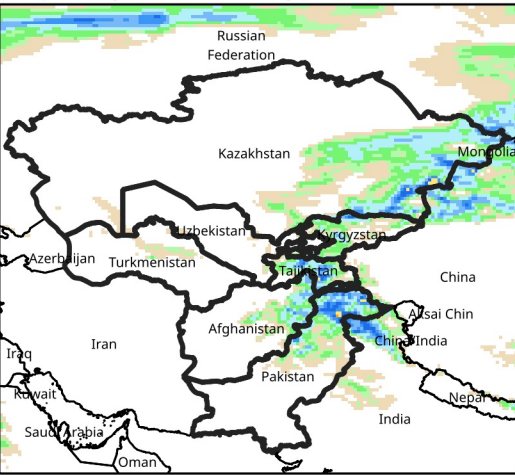 Russian
Federation
Kazakhstan
Mongolia
Uzbekistan
Kyrgyzstan
Azerbaijan
Turkmenistan
Tajikistan
China
Afghanistan
Aksai Chin
Iran
China/India
Iraq
Pakistan
Kuwait
Nepal
India
Saudi Arabia
Oman